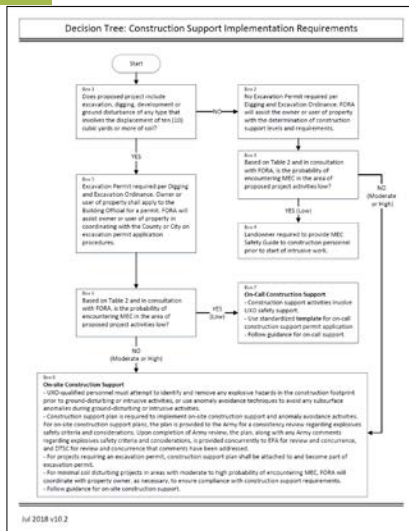 Decision Tree: Construction Support Implementation Requirements
Start
Box 1
Does proposed project include
excavation, digging, development or
ground disturbance of any type that
involves the displacement of ten (10)
cubic yards or more of soil?
NO
Box 2
No Excavation Permit required per
Digging and Excavation Ordinance. FORA
will assist the owner or user of property
with the determination of construction
support levels and requirements.
YES
Based on Table 2 and in consultation
with FORA, is the probability of
encountering MEC in the area of
proposed project activities low?
NO
(Moderate
or High)
YES (Low)
Excavation Permit required per Digging
and Excavation Ordinance. Owner or
user of property shall apply to the
Building Official for a permit. FORA will
assist owner or user of property in
coordinating with the County or City on
excavation permit application
procedures.
Landowner required to provide MEC
Safety Guide to construction personnel
prior to start of intrusive work.
Based on Table 2 and in consultation
with FORA, is the probability of
encountering MEC in the area of
proposed project activities low?
YES
(Low)
Box 7
On-Call Construction Support
- Construction support activities involve
UXO safety support.
- Use standardized template for on-call
construction support permit application
- Follow guidance for on-call support
NO
(Moderate or High)
On-site Construction Support
- UXO-qualified personnel must attempt to identify and remove any explosive hazards in the construction footprint
prior to ground-disturbing or intrusive activities, or use anomaly avoidance techniques to avoid any subsurface
anomalies during ground-disturbing or intrusive activities.
- Construction support plan is required to implement on-site construction support and anomaly avoidance activities.
For on-site construction support plans, the plan is provided to the Army for a consistency review regarding explosives
safety criteria and considerations. Upon completion of Army review, the plan, along with any Army comments
regarding explosives safety criteria and considerations, is provided concurrently to EPA for review and concurrence,
and DTSC for review and concurrence that comments have been addressed.
- For projects requiring an excavation permit, construction support plan shall be attached to and become part of
excavation permit.
- For minimal soil disturbing projects in areas with moderate to high probability of encountering MEC, FORA will
coordinate with property owner, as necessary, to ensure compliance with construction support requirements.
- Follow guidance for on-site construction support.
Jul 2018 v10.2